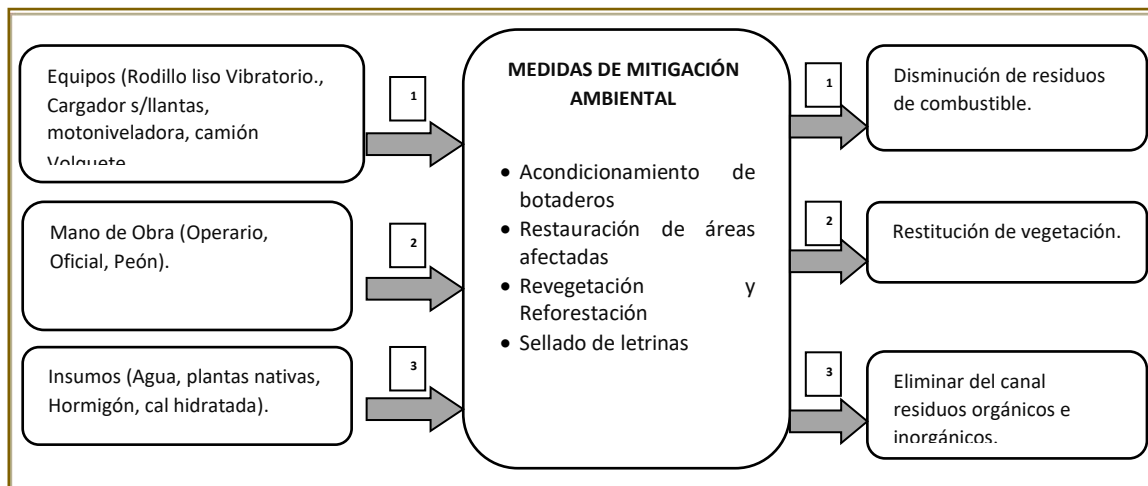 Equipos (Rodillo liso Vibratorio.,
Cargador s/llantas,
motoniveladora, camión
Volquete
1
Mano de Obra (Operario,
Oficial, Peón).
2
Insumos (Agua, plantas nativas,
Hormigón, cal hidratada).
3
MEDIDAS DE MITIGACIÓN
AMBIENTAL
• Acondicionamiento de
botaderos
• Restauración de áreas
afectadas
• Revegetación y
Reforestación
• Sellado de letrinas
1
Disminución de residuos
de combustible.
2
Restitución de vegetación.
3
Eliminar del canal
residuos orgánicos e
inorgánicos.